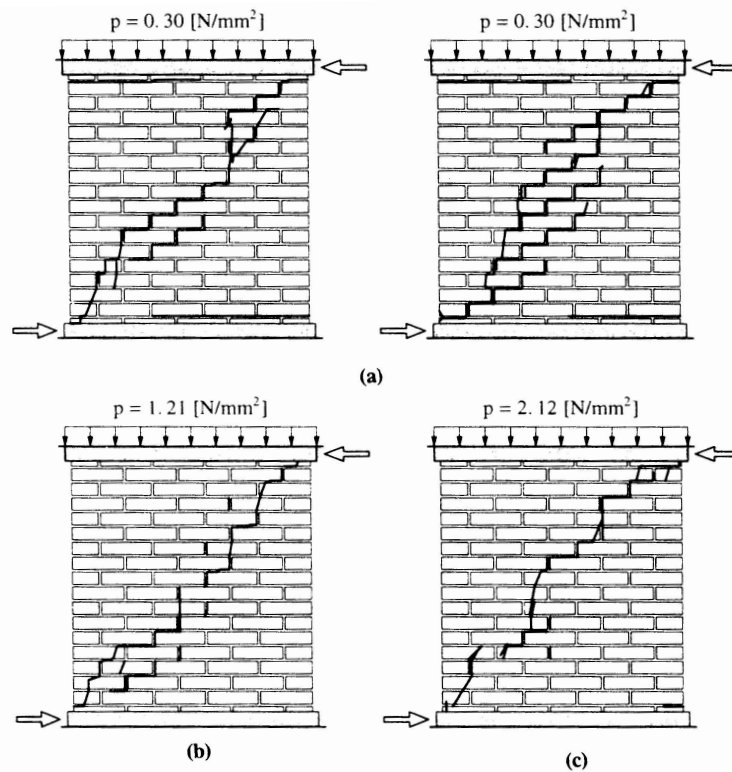 p = 0.30 [N/mm²]
p = 0.30 [N/mm²]
(a)
p = 1.21 [N/mm²]
p = 2.12 [N/mm²]
(b)
(c)